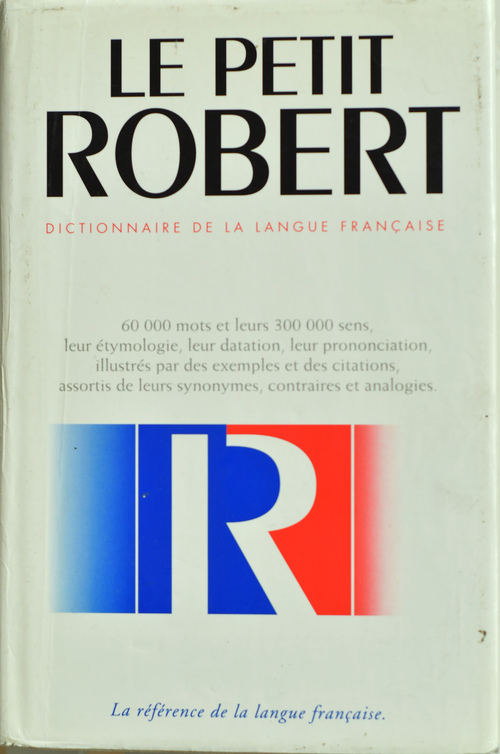 LE PETIT
ROBERT
DICTIONNAIRE DE LA LANGUE FRANÇAISE
60 000 mots et leurs 300 000 sens,
leur étymologie, leur datation, leur prononciation,
illustrés par des exemples et des citations,
assortis de leurs synonymes, contraires et analogies.
R
La référence de la langue française.